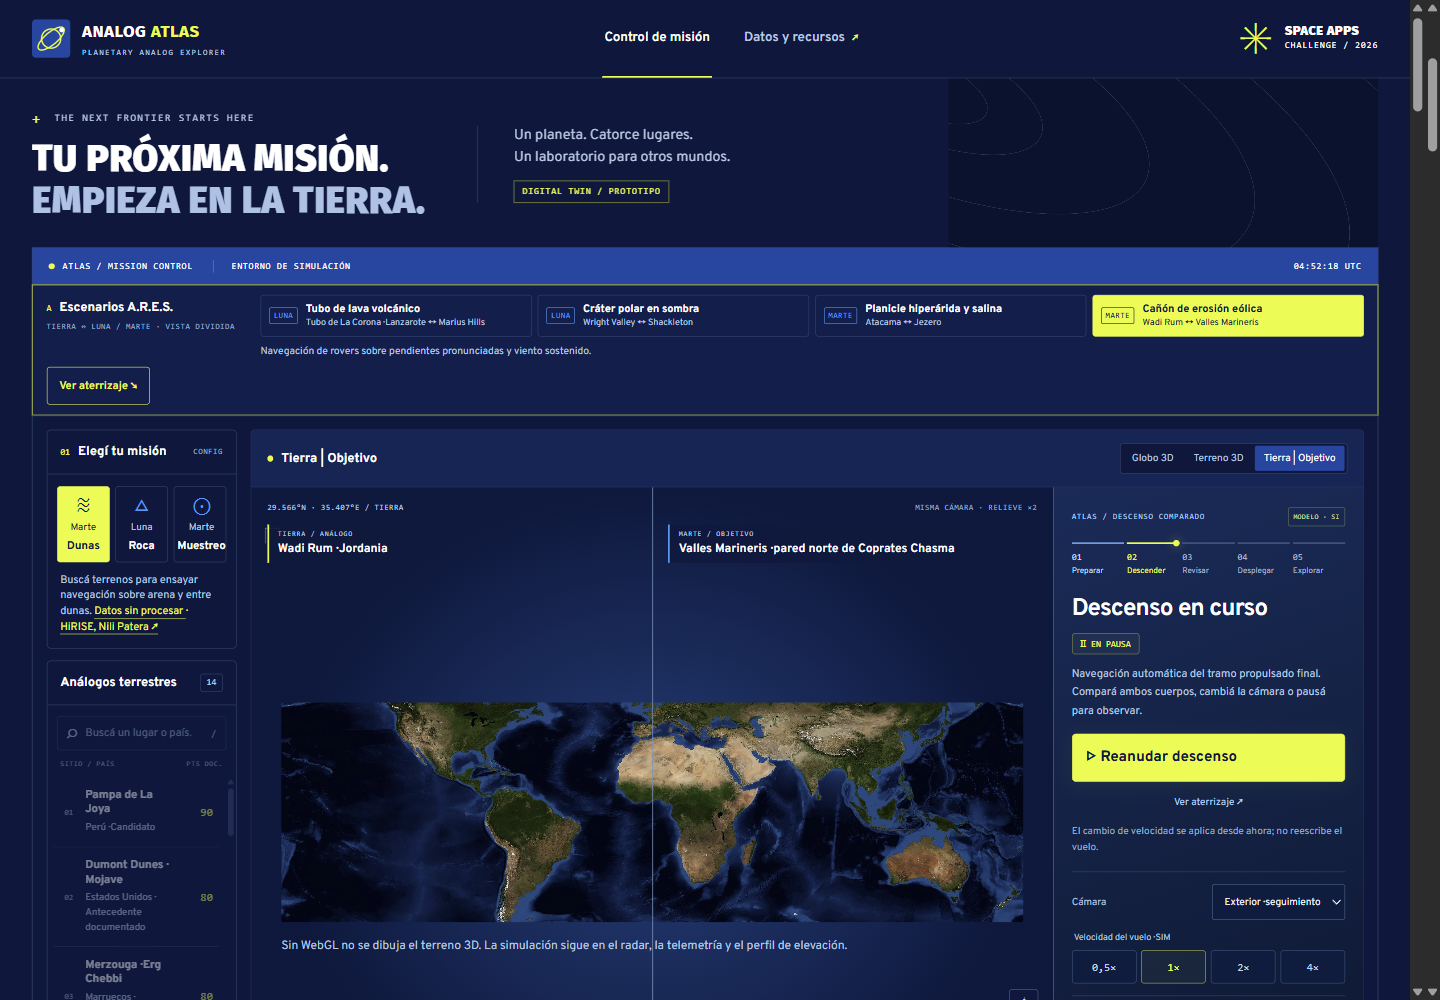 ANALOG ATLAS
PLANETARY ANALOG EXPLORER
Control de misión
Datos y recursos ↗
SPACE APPS
CHALLENGE / 2026
+ THE NEXT FRONTIER STARTS HERE
TU PRÓXIMA MISIÓN.
EMPIEZA EN LA TIERRA.
Un planeta. Catorce lugares.
Un laboratorio para otros mundos.
DIGITAL TWIN / PROTOTIPO
ATLAS / MISSION CONTROL
ENTORNO DE SIMULACIÓN
04:52:18 UTC
A Escenarios A.R.E.S.
TIERRA ↔ LUNA / MARTE · VISTA DIVIDIDA
LUNA
Tubo de lava volcánico
Tubo de La Corona · Lanzarote ↔ Marius Hills
LUNA
Cráter polar en sombra
Wright Valley ↔ Shackleton
MARTE
Planicie hiperárida y salina
Atacama ↔ Jezero
MARTE
Cañón de erosión eólica
Wadi Rum ↔ Valles Marineris
Navegación de rovers sobre pendientes pronunciadas y viento sostenido.
Ver aterrizaje ↘
01 Elegí tu misión
CONFIG
Marte
Dunas
Luna
Roca
Marte
Muestreo
Buscá terrenos para ensayar
navegación sobre arena y entre
dunas. Datos sin procesar ·
HiRISE, Nili Patera ↗
Análogos terrestres
14
Buscá un lugar o país.
/
SITIO / PAÍS
PTS DOC.
01
Pampa de La
Joya
Perú · Candidato
90
02
Dumont Dunes ·
Mojave
Estados Unidos ·
Antecedente
documentado
80
03
Merzouga · Erg
Chebbi
Marruecos ·
80
Tierra | Objetivo
Globo 3D
Terreno 3D
Tierra | Objetivo
29.566°N · 35.407°E / TIERRA
MISMA CÁMARA · RELIEVE ×2
TIERRA / ANÁLOGO
Wadi Rum · Jordania
MARTE / OBJETIVO
Valles Marineris · pared norte de Coprates Chasma
Sin WebGL no se dibuja el terreno 3D. La simulación sigue en el radar, la telemetría y el perfil de elevación.
ATLAS / DESCENSO COMPARADO
MODELO · SI
01
Preparar
02
Descender
03
Revisar
04
Desplegar
05
Explorar
Descenso en curso
EN PAUSA
Navegación automática del tramo propulsado final.
Compará ambos cuerpos, cambiá la cámara o pausá
para observar.
▷ Reanudar descenso
Ver aterrizaje ↗
El cambio de velocidad se aplica desde ahora; no reescribe el
vuelo.
Cámara
Exterior · seguimiento
Velocidad del vuelo · SIM
0,5×
1×
2×
4×